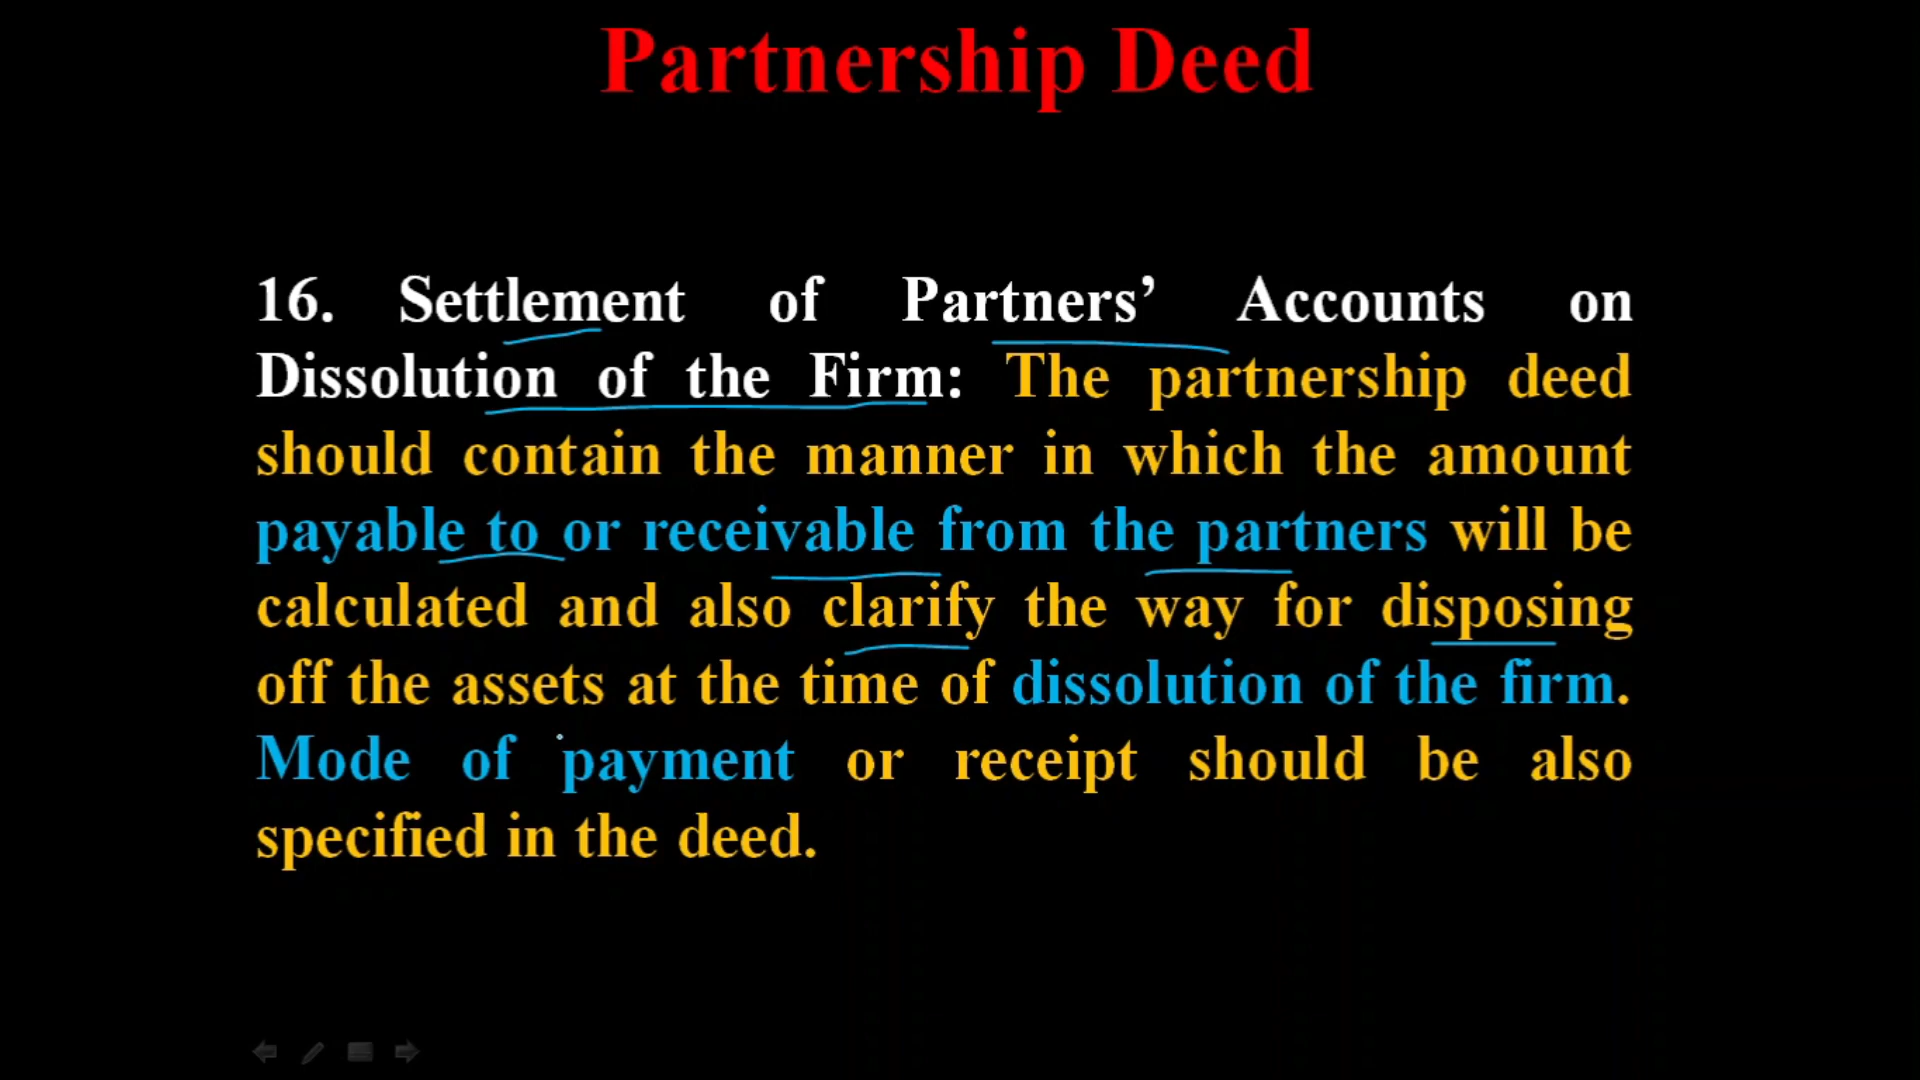 Partnership Deed
16. Settlement of Partners’ Accounts on
Dissolution of the Firm: The partnership deed
should contain the manner in which the amount
payable to or receivable from the partners will be
calculated and also clarify the way for disposing
off the assets at the time of dissolution of the firm.
Mode of payment or receipt should be also
specified in the deed.